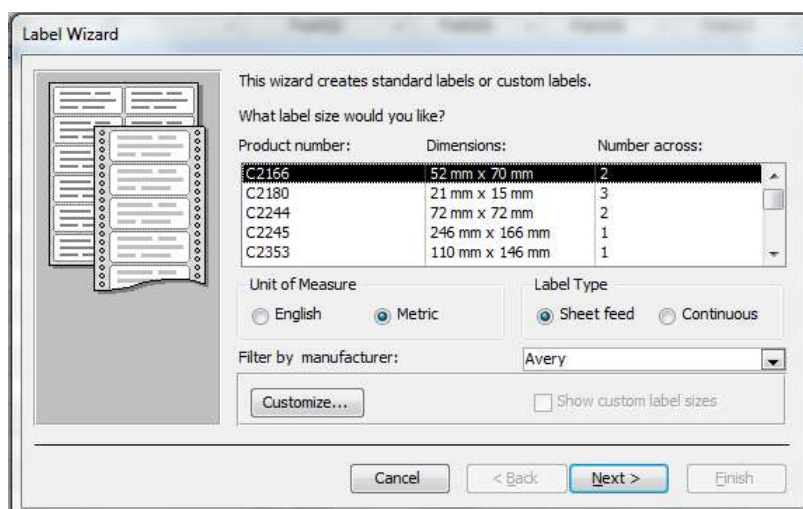 Label Wizard
This wizard creates standard labels or custom labels.
What label size would you like?
Product number: Dimensions: Number across:
C2166 52 mm x 70 mm 2
C2180 21 mm x 15 mm 3
C2244 72 mm x 72 mm 2
C2245 246 mm x 166 mm 1
C2353 110 mm x 146 mm 1
Unit of Measure Label Type
English Metric Sheet feed Continuous
Filter by manufacturer: Avery
Customize... Show custom label sizes
Cancel < Back Next > Finish